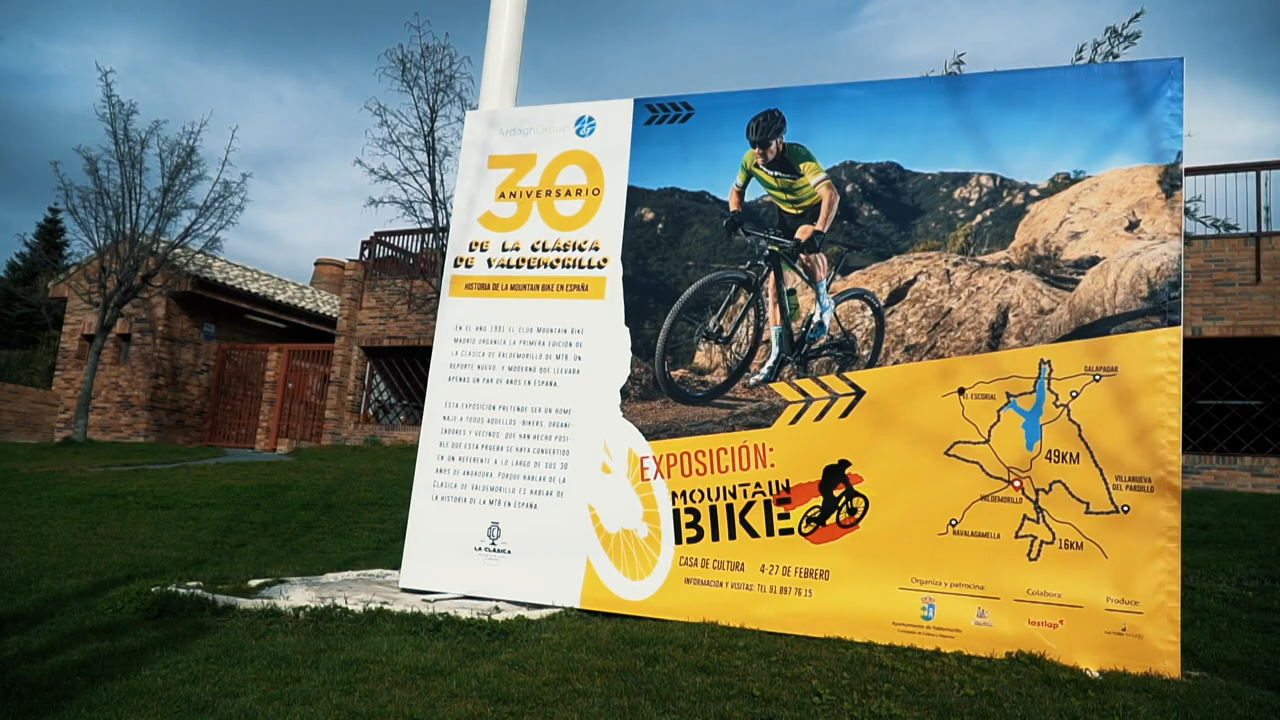 ArdaghGroup
30
ANIVERSARIO
DE LA CLÁSICA
DE VALDEMORILLO
HISTORIA DE LA MOUNTAIN BIKE EN ESPAÑA
EN EL AÑO 1991 EL CLUB MOUNTAIN BIKE
MADRID ORGANIZA LA PRIMERA EDICIÓN DE
LA CLÁSICA DE VALDEMORILLO DE MTB, UN
DEPORTE NUEVO Y MODERNO QUE LLEVABA
APENAS UN PAR DE AÑOS EN ESPAÑA.
ESTA EXPOSICIÓN PRETENDE SER UN HOME-
NAJE A TODOS AQUELLOS BIKERS, ORGANI-
ZADORES Y VECINOS QUE HAN HECHO POSI-
BLE QUE ESTA PRUEBA SE HAYA CONVERTIDO
EN UN REFERENTE A LO LARGO DE SUS 30
AÑOS DE ANDADURA. PORQUE HABLAR DE LA
CLÁSICA DE VALDEMORILLO ES HABLAR DE
LA HISTORIA DE LA MTB EN ESPAÑA.
LA CLÁSICA
EXPOSICIÓN:
MOUNTAIN
BIKE
CASA DE CULTURA 4-27 DE FEBRERO
INFORMACIÓN Y VISITAS: TEL 91 897 76 15
GALAPAGAR
EL ESCORIAL
49KM
VILLANUEVA
DEL PARDILLO
VALDEMORILLO
NAVALAGAMELLA
16KM
Organiza y patrocina:
Colabora:
Produce:
Ayuntamiento de Valdemorillo
lastlap